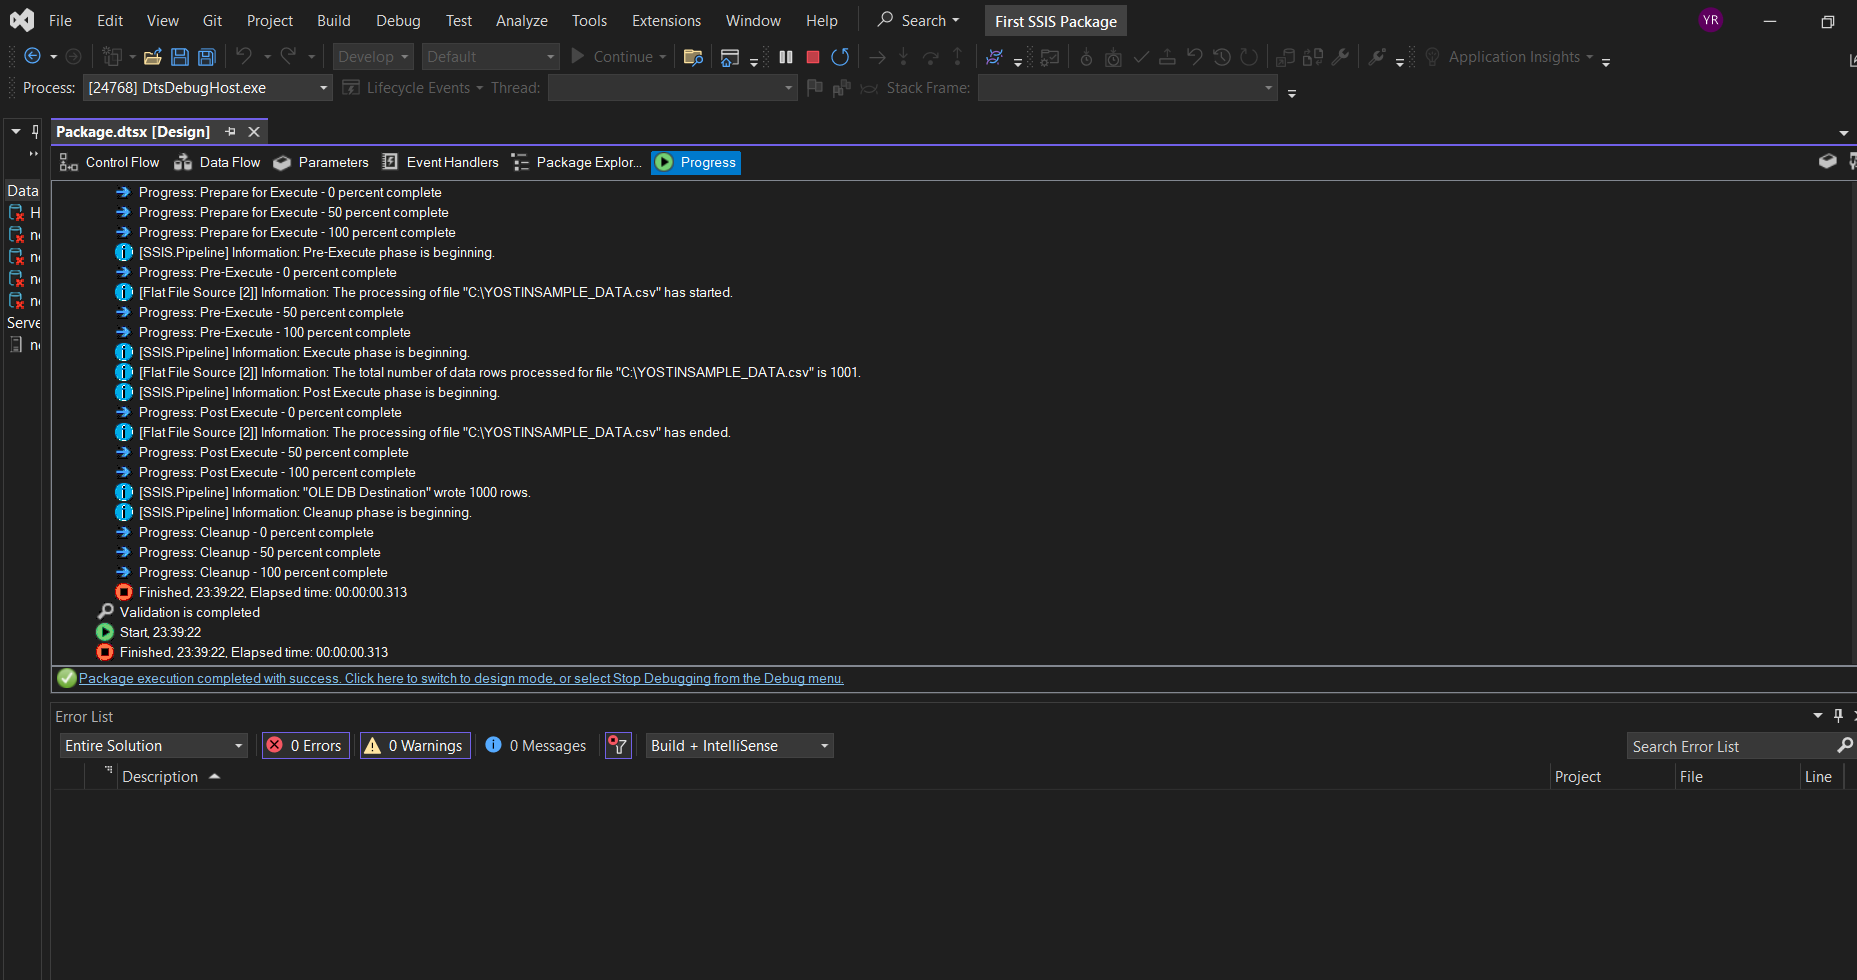 File Edit View Git Project Build Debug Test Analyze Tools Extensions Window Help Search First SSIS Package YR
Develop Default Continue Application Insights
Process: [24768] DtsDebugHost.exe Lifecycle Events Thread: Stack Frame:
Package.dtsx [Design]
Control Flow Data Flow Parameters Event Handlers Package Explor... Progress
Data
H
Serve
Progress: Prepare for Execute - 0 percent complete
Progress: Prepare for Execute - 50 percent complete
Progress: Prepare for Execute - 100 percent complete
[SSIS.Pipeline] Information: Pre-Execute phase is beginning.
Progress: Pre-Execute - 0 percent complete
[Flat File Source [2]] Information: The processing of file "C:\YOSTINSAMPLE_DATA.csv" has started.
Progress: Pre-Execute - 50 percent complete
Progress: Pre-Execute - 100 percent complete
[SSIS.Pipeline] Information: Execute phase is beginning.
[Flat File Source [2]] Information: The total number of data rows processed for file "C:\YOSTINSAMPLE_DATA.csv" is 1001.
[SSIS.Pipeline] Information: Post Execute phase is beginning.
Progress: Post Execute - 0 percent complete
[Flat File Source [2]] Information: The processing of file "C:\YOSTINSAMPLE_DATA.csv" has ended.
Progress: Post Execute - 50 percent complete
Progress: Post Execute - 100 percent complete
[SSIS.Pipeline] Information: "OLE DB Destination" wrote 1000 rows.
[SSIS.Pipeline] Information: Cleanup phase is beginning.
Progress: Cleanup - 0 percent complete
Progress: Cleanup - 50 percent complete
Progress: Cleanup - 100 percent complete
Finished, 23:39:22, Elapsed time: 00:00:00.313
Validation is completed
Start, 23:39:22
Finished, 23:39:22, Elapsed time: 00:00:00.313
Package execution completed with success. Click here to switch to design mode, or select Stop Debugging from the Debug menu.
Error List
Entire Solution 0 Errors 0 Warnings 0 Messages Build + IntelliSense Search Error List
Description Project File Line